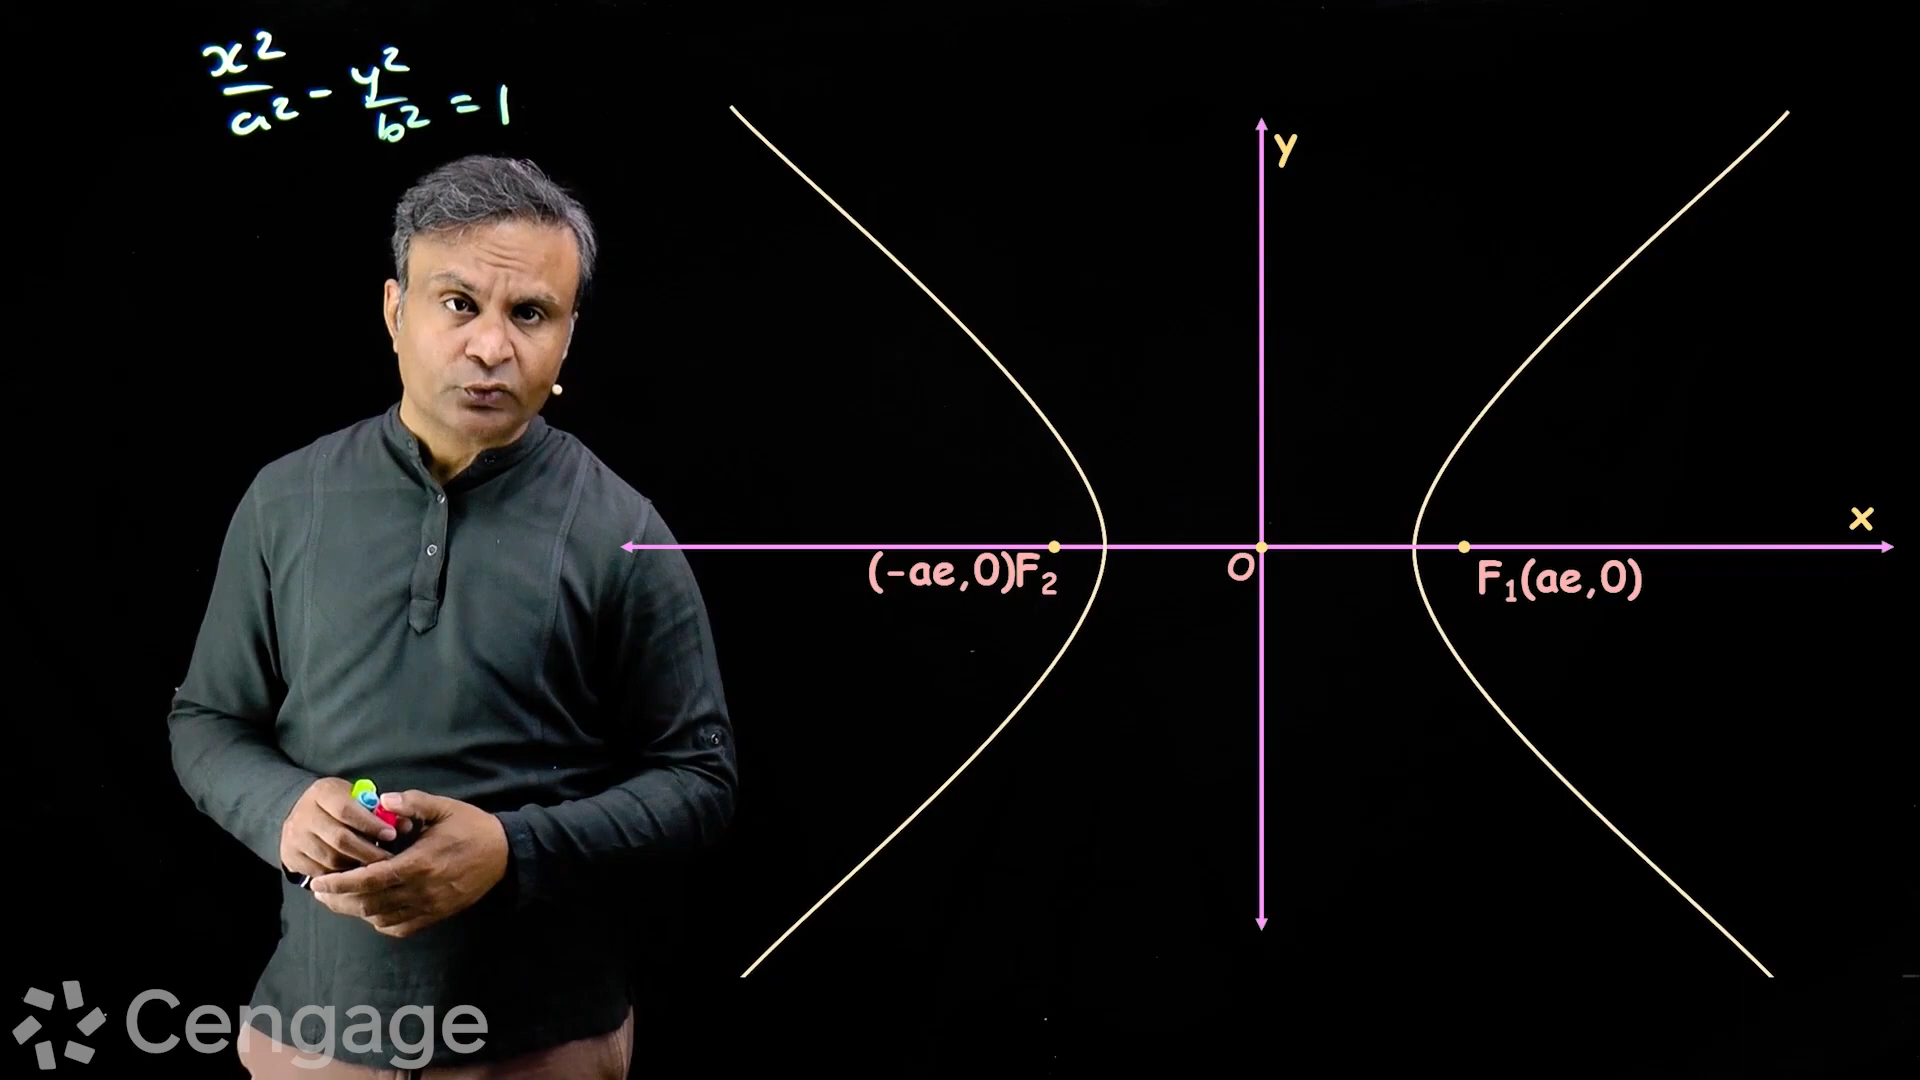 x²/a² - y²/b² = 1
y
x
(-ae,0)F₂
O
F₁(ae,0)
Cengage